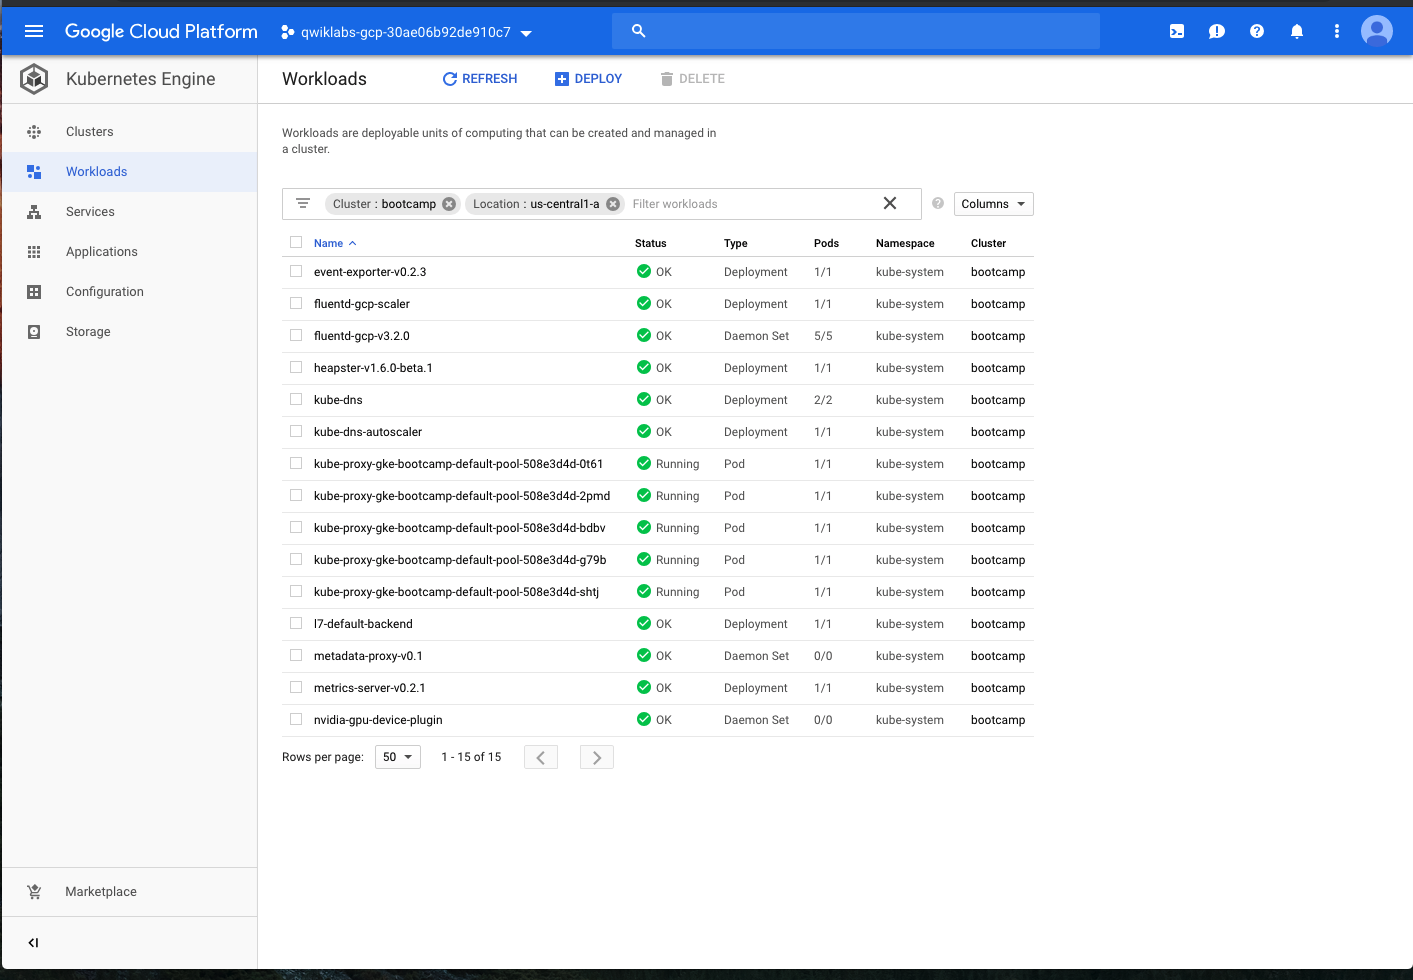 Google Cloud Platform qwiklabs-gcp-30ae06b92de910c7
Kubernetes Engine
Workloads REFRESH DEPLOY DELETE
Clusters
Workloads
Services
Applications
Configuration
Storage
Marketplace
Workloads are deployable units of computing that can be created and managed in
a cluster.
Cluster : bootcamp Location : us-central1-a Filter workloads Columns
Name Status Type Pods Namespace Cluster
event-exporter-v0.2.3 OK Deployment 1/1 kube-system bootcamp
fluentd-gcp-scaler OK Deployment 1/1 kube-system bootcamp
fluentd-gcp-v3.2.0 OK Daemon Set 5/5 kube-system bootcamp
heapster-v1.6.0-beta.1 OK Deployment 1/1 kube-system bootcamp
kube-dns OK Deployment 2/2 kube-system bootcamp
kube-dns-autoscaler OK Deployment 1/1 kube-system bootcamp
kube-proxy-gke-bootcamp-default-pool-508e3d4d-0t61 Running Pod 1/1 kube-system bootcamp
kube-proxy-gke-bootcamp-default-pool-508e3d4d-2pmd Running Pod 1/1 kube-system bootcamp
kube-proxy-gke-bootcamp-default-pool-508e3d4d-bdbv Running Pod 1/1 kube-system bootcamp
kube-proxy-gke-bootcamp-default-pool-508e3d4d-g79b Running Pod 1/1 kube-system bootcamp
kube-proxy-gke-bootcamp-default-pool-508e3d4d-shtj Running Pod 1/1 kube-system bootcamp
l7-default-backend OK Deployment 1/1 kube-system bootcamp
metadata-proxy-v0.1 OK Daemon Set 0/0 kube-system bootcamp
metrics-server-v0.2.1 OK Deployment 1/1 kube-system bootcamp
nvidia-gpu-device-plugin OK Daemon Set 0/0 kube-system bootcamp
Rows per page: 50 1 - 15 of 15